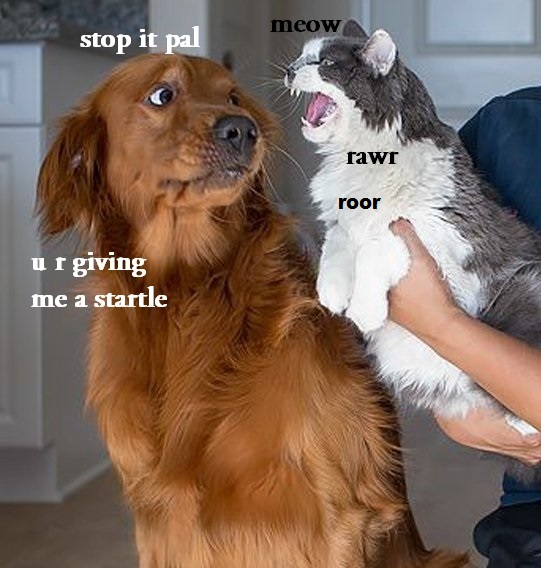 meow
stop it pal
rawr
roor
u r giving
me a startle